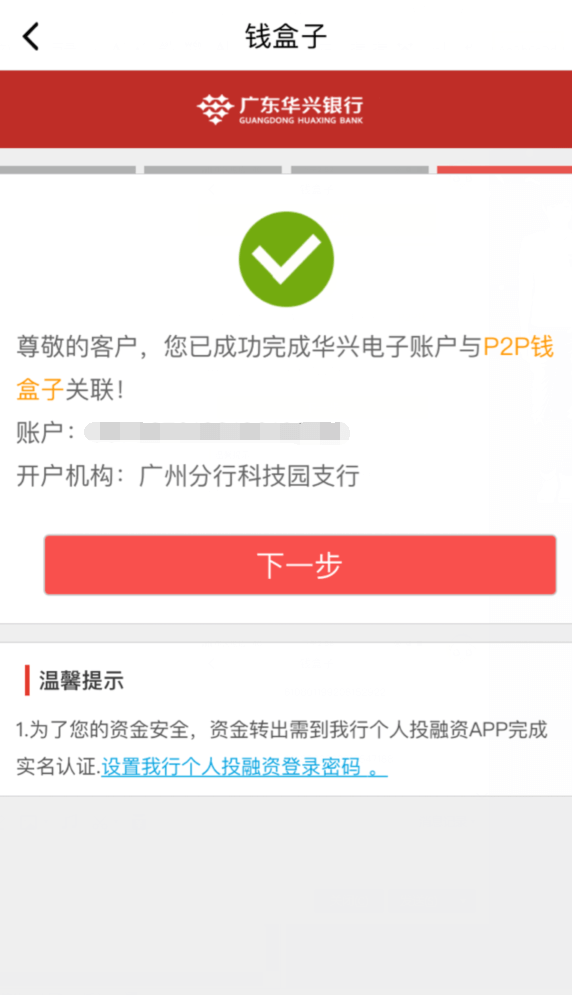 钱盒子
广东华兴银行
GUANGDONG HUAXING BANK
尊敬的客户，您已成功完成华兴电子账户与P2P钱
盒子关联！
账户：
开户机构：广州分行科技园支行
下一步
温馨提示
1.为了您的资金安全，资金转出需到我行个人投融资APP完成
实名认证.设置我行个人投融资登录密码 。